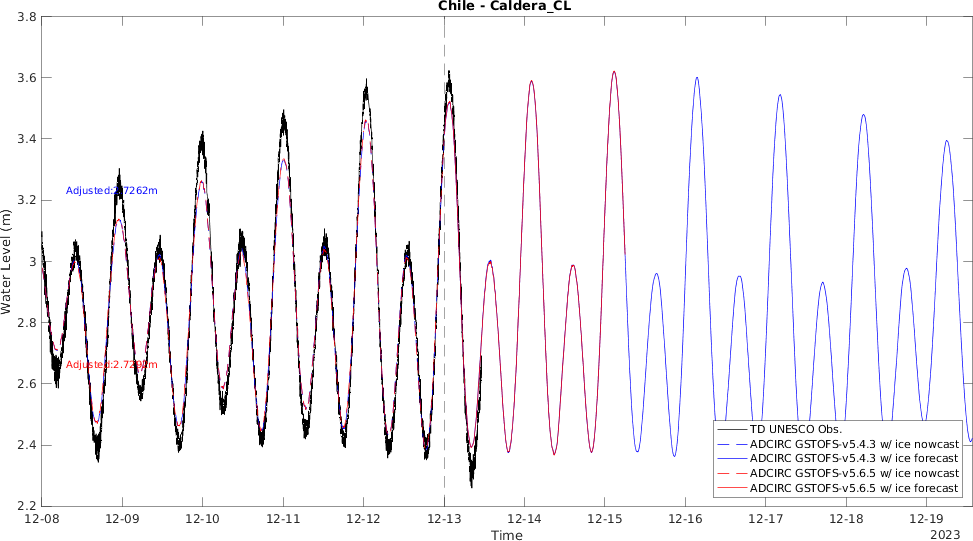 Chile - Caldera_CL
3.8
3.6
3.4
3.2
3
2.8
2.6
2.4
2.2
Water Level (m)
Adjusted:2.7262m
TD UNESCO Obs.
ADCIRC GSTOFS-v5.4.3 w/ ice nowcast
ADCIRC GSTOFS-v5.4.3 w/ ice forecast
ADCIRC GSTOFS-v5.6.5 w/ ice nowcast
ADCIRC GSTOFS-v5.6.5 w/ ice forecast
12-08 12-09 12-10 12-11 12-12 12-13 12-14 12-15 12-16 12-17 12-18 12-19
Time
2023